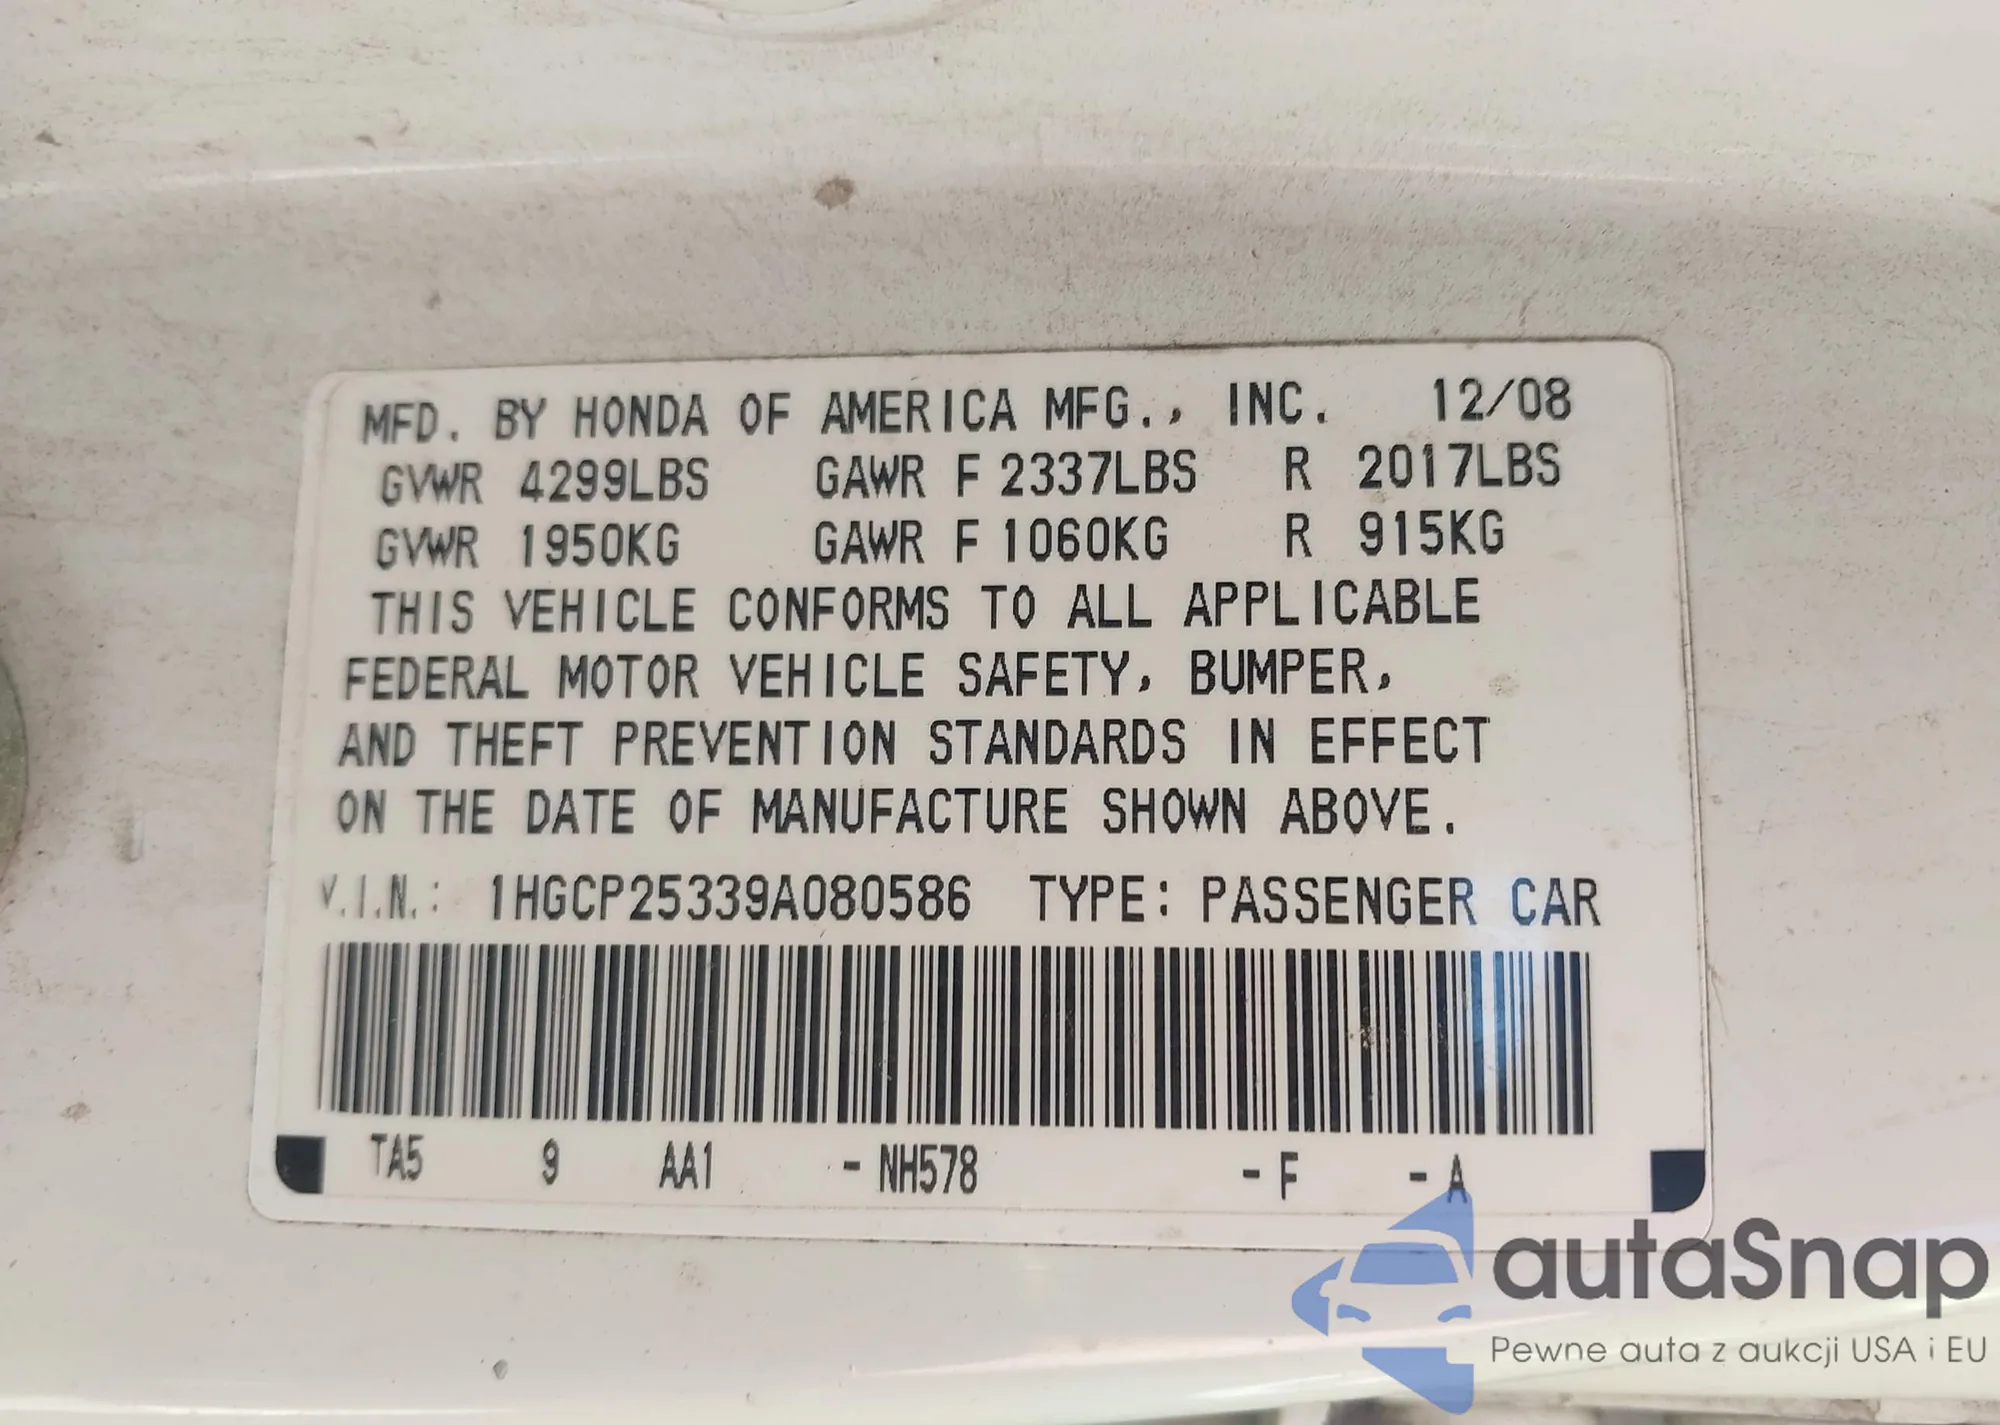 MFD. BY HONDA OF AMERICA MFG., INC. 12/08
GVWR 4299LBS GAWR F 2337LBS R 2017LBS
GVWR 1950KG GAWR F 1060KG R 915KG
THIS VEHICLE CONFORMS TO ALL APPLICABLE
FEDERAL MOTOR VEHICLE SAFETY, BUMPER,
AND THEFT PREVENTION STANDARDS IN EFFECT
ON THE DATE OF MANUFACTURE SHOWN ABOVE.
V.I.N.: 1HGCP25339A080586 TYPE: PASSENGER CAR
TA5 9 AA1 - NH578 - F - A
autaSnap
Pewne auta z aukcji USA i EU